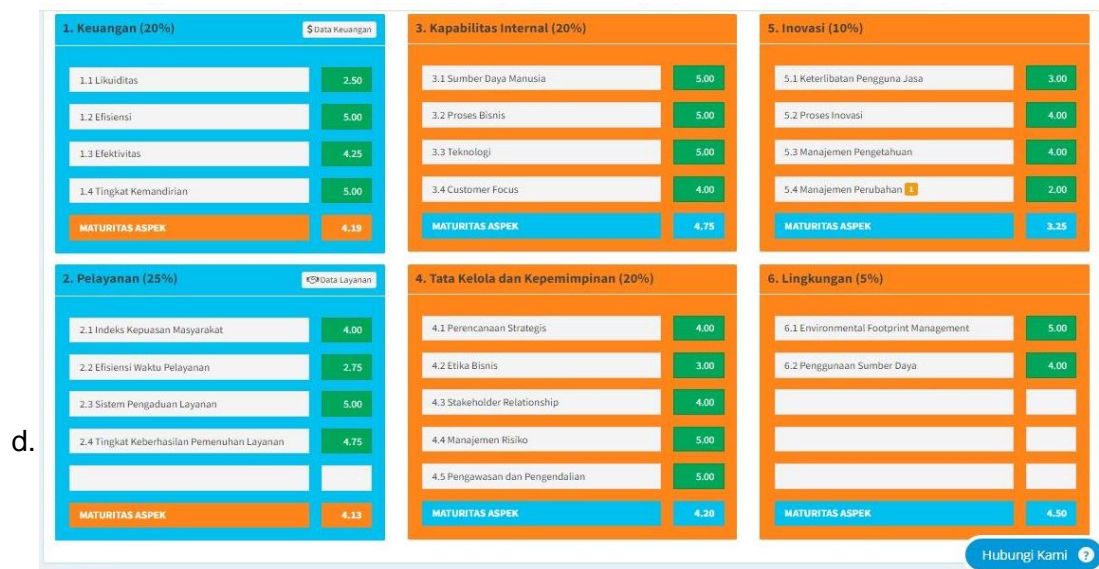 1. Keuangan (20%)
$ Data Keuangan
1.1 Likuiditas 2.50
1.2 Efisiensi 5.00
1.3 Efektivitas 4.25
1.4 Tingkat Kemandirian 5.00
MATURITAS ASPEK 4.19
3. Kapabilitas Internal (20%)
3.1 Sumber Daya Manusia 5.00
3.2 Proses Bisnis 5.00
3.3 Teknologi 5.00
3.4 Customer Focus 4.00
MATURITAS ASPEK 4.75
5. Inovasi (10%)
5.1 Keterlibatan Pengguna Jasa 3.00
5.2 Proses Inovasi 4.00
5.3 Manajemen Pengetahuan 4.00
5.4 Manajemen Perubahan 1 2.00
MATURITAS ASPEK 3.25
2. Pelayanan (25%)
Data Layanan
2.1 Indeks Kepuasan Masyarakat 4.00
2.2 Efisiensi Waktu Pelayanan 2.75
2.3 Sistem Pengaduan Layanan 5.00
d.
2.4 Tingkat Keberhasilan Pemenuhan Layanan 4.75
MATURITAS ASPEK 4.13
4. Tata Kelola dan Kepemimpinan (20%)
4.1 Perencanaan Strategis 4.00
4.2 Etika Bisnis 3.00
4.3 Stakeholder Relationship 4.00
4.4 Manajemen Risiko 5.00
4.5 Pengawasan dan Pengendalian 5.00
MATURITAS ASPEK 4.20
6. Lingkungan (5%)
6.1 Environmental Footprint Management 5.00
6.2 Penggunaan Sumber Daya 4.00
MATURITAS ASPEK 4.50
Hubungi Kami ?